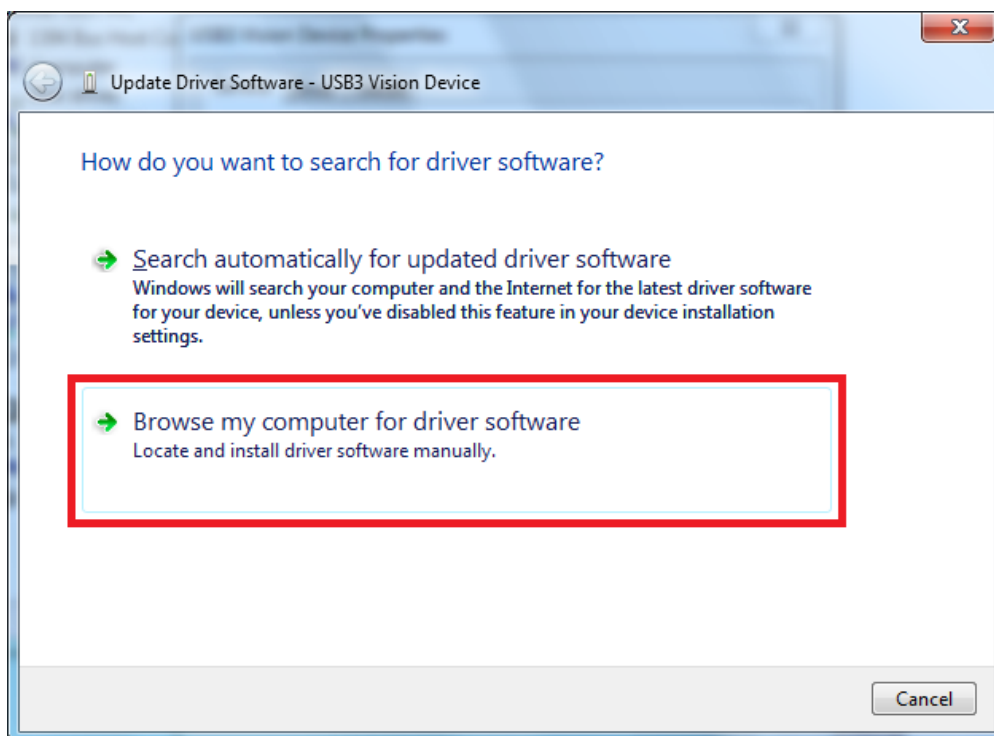 Update Driver Software - USB3 Vision Device
How do you want to search for driver software?
Search automatically for updated driver software
Windows will search your computer and the Internet for the latest driver software
for your device, unless you've disabled this feature in your device installation
settings.
Browse my computer for driver software
Locate and install driver software manually.
Cancel